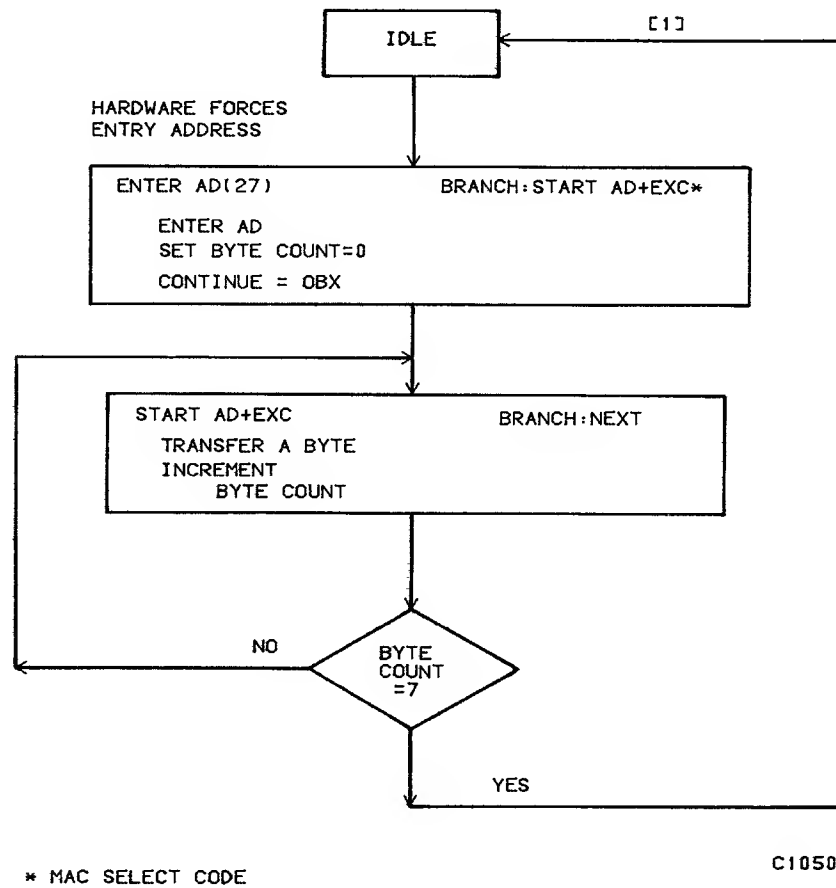 IDLE
[1]
HARDWARE FORCES
ENTRY ADDRESS
ENTER AD(27) BRANCH:START AD+EXC*
ENTER AD
SET BYTE COUNT=0
CONTINUE = OBX
START AD+EXC BRANCH:NEXT
TRANSFER A BYTE
INCREMENT
BYTE COUNT
NO
BYTE
COUNT
=7
YES
* MAC SELECT CODE
C1050